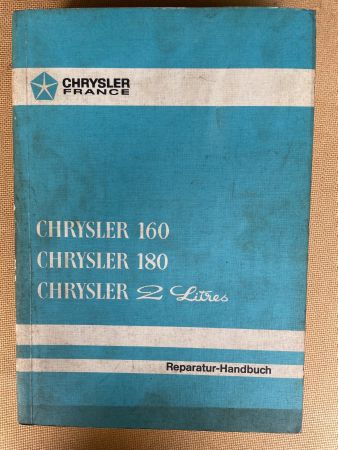 CHRYSLER
FRANCE
CHRYSLER 160
CHRYSLER 180
CHRYSLER 2 Litres
Reparatur-Handbuch